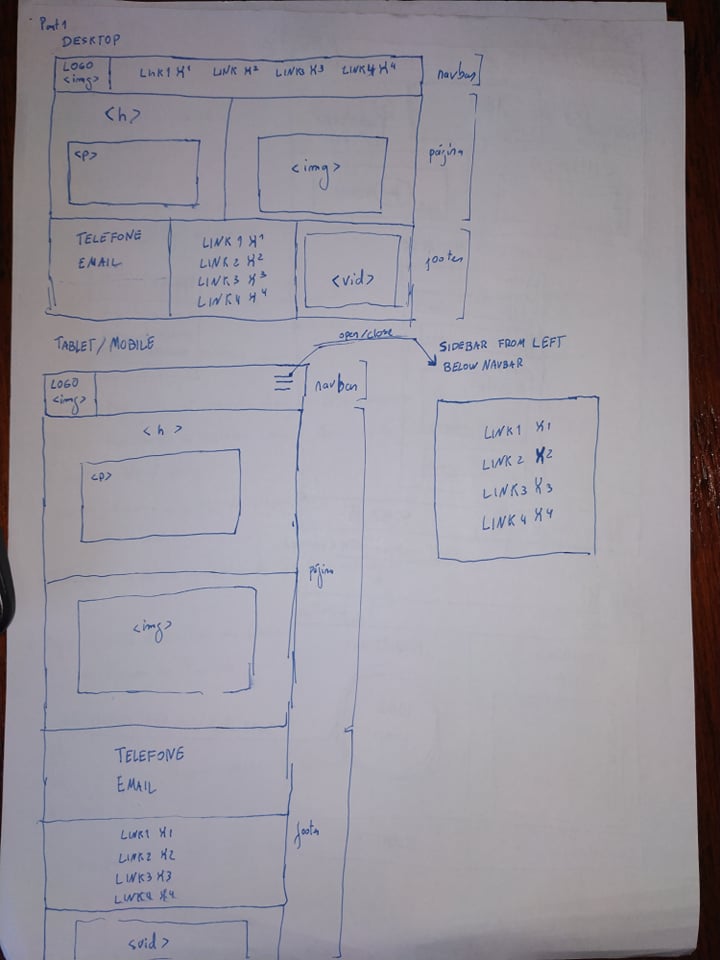 Part 1
DESKTOP
LOGO
<img>
LINK1 X1 LINK X2 LINK3 X3 LINK4 X4
navbar
<h>
<p>
<img>
página
TELEFONE
EMAIL
LINK 1 X1
LINK 2 X2
LINK 3 X3
LINK 4 X4
<vid>
footer
TABLET / MOBILE
open/close
SIDEBAR FROM LEFT
BELOW NAVBAR
LOGO
<img>
navbar
<h>
<p>
LINK1 X1
LINK 2 X2
LINK3 X3
LINK 4 X4
página
<img>
TELEFONE
EMAIL
LINK1 X1
LINK2 X2
LINK3 X3
LINK4 X4
footer
<vid>